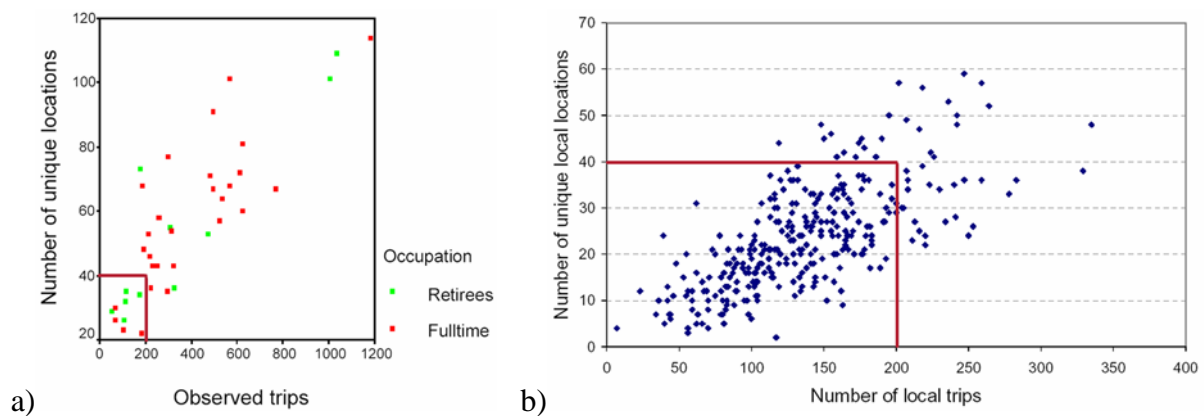 a)
Number of unique locations
120
100
80
60
40
20
0 200 400 600 800 1000 1200
Observed trips
Occupation
Retirees
Fulltime
b)
Number of unique local locations
70
60
50
40
30
20
10
0
0 50 100 150 200 250 300 350 400
Number of local trips